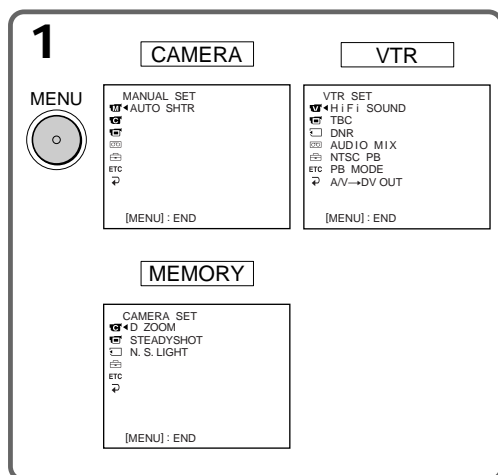 1
CAMERA
VTR
MENU
MANUAL SET
AUTO SHTR
ETC
[MENU] : END
VTR SET
HiFi SOUND
TBC
DNR
AUDIO MIX
NTSC PB
ETC PB MODE
A/V→DV OUT
[MENU] : END
MEMORY
CAMERA SET
D ZOOM
STEADYSHOT
N. S. LIGHT
ETC
[MENU] : END